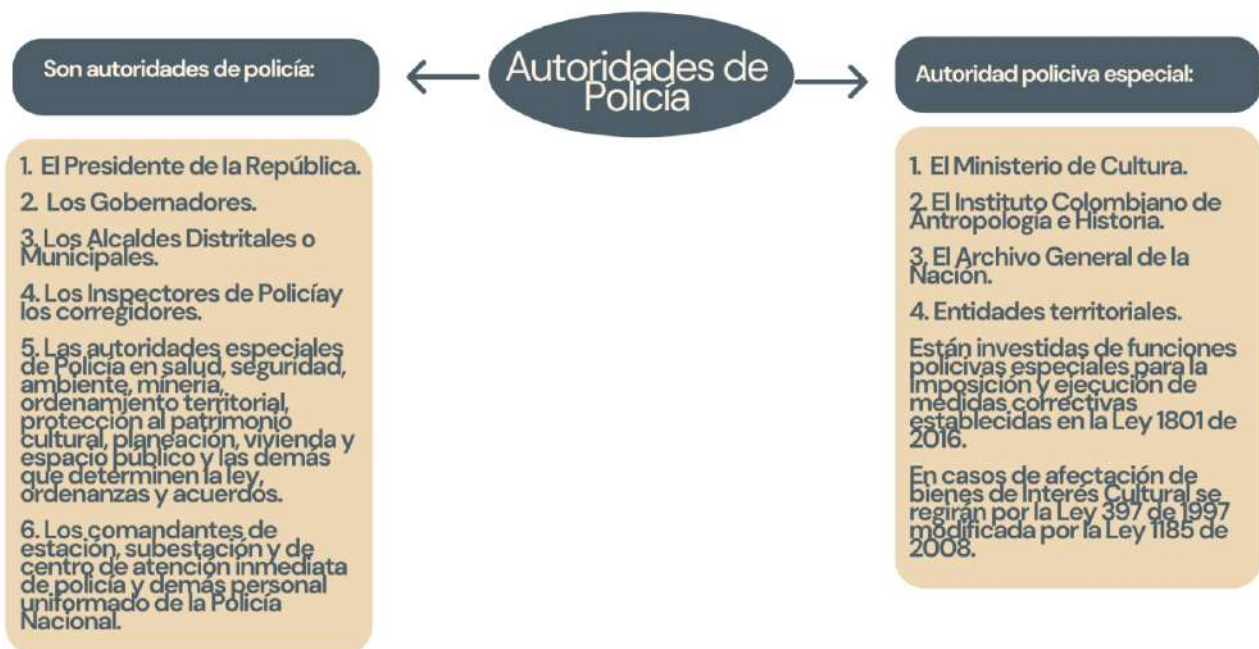 Autoridades de
Policía
Son autoridades de policía:
1. El Presidente de la República.
2. Los Gobernadores.
3. Los Alcaldes Distritales o
Municipales.
4. Los Inspectores de Policíay
los corregidores.
5. Las autoridades especiales
de Policía en salud, seguridad,
ambiente, minería,
ordenamiento territorial,
protección al patrimonio
cultural, planeación, vivienda y
espacio público y las demás
que determinen la ley,
ordenanzas y acuerdos.
6. Los comandantes de
estación, subestación y de
centro de atención inmediata
de policía y demás personal
uniformado de la Policía
Nacional.
Autoridad policiva especial:
1. El Ministerio de Cultura.
2. El Instituto Colombiano de
Antropología e Historia.
3. El Archivo General de la
Nación.
4. Entidades territoriales.
Están investidas de funciones
policivas especiales para la
Imposición y ejecución de
medidas correctivas
establecidas en la Ley 1801 de
2016.
En casos de afectación de
bienes de Interés Cultural se
regirán por la Ley 397 de 1997
modificada por la Ley 1185 de
2008.